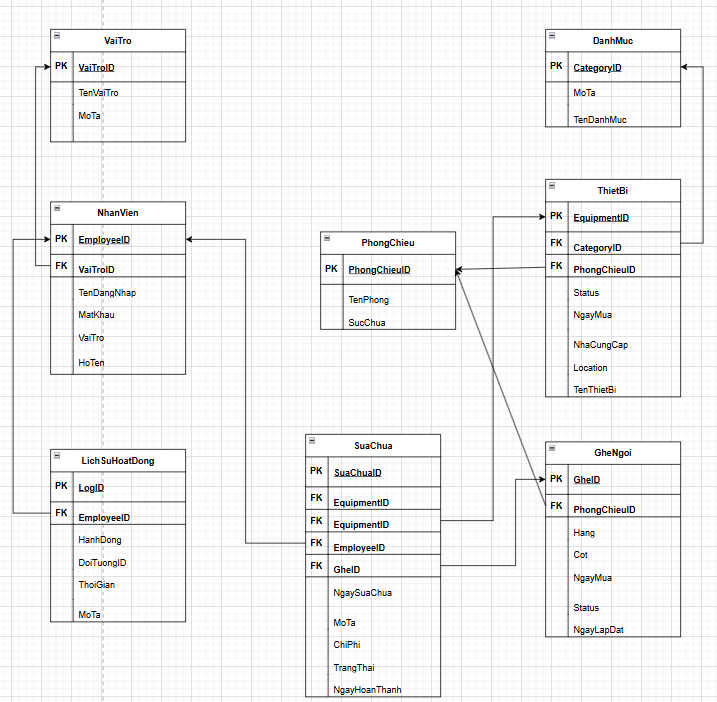 VaiTro
PK VaiTroID
TenVaiTro
MoTa
DanhMuc
PK CategoryID
MoTa
TenDanhMuc
NhanVien
PK EmployeeID
FK VaiTroID
TenDangNhap
MatKhau
VaiTro
HoTen
PhongChieu
PK PhongChieuID
TenPhong
SucChua
ThietBi
PK EquipmentID
FK CategoryID
FK PhongChieuID
Status
NgayMua
NhaCungCap
Location
TenThietBi
LichSuHoatDong
PK LogID
FK EmployeeID
HanhDong
DoiTuongID
ThoiGian
MoTa
SuaChua
PK SuaChuaID
FK EquipmentID
FK EquipmentID
FK EmployeeID
FK GheID
NgaySuaChua
MoTa
ChiPhi
TrangThai
NgayHoanThanh
GheNgoi
PK GheID
FK PhongChieuID
Hang
Cot
NgayMua
Status
NgayLapDat